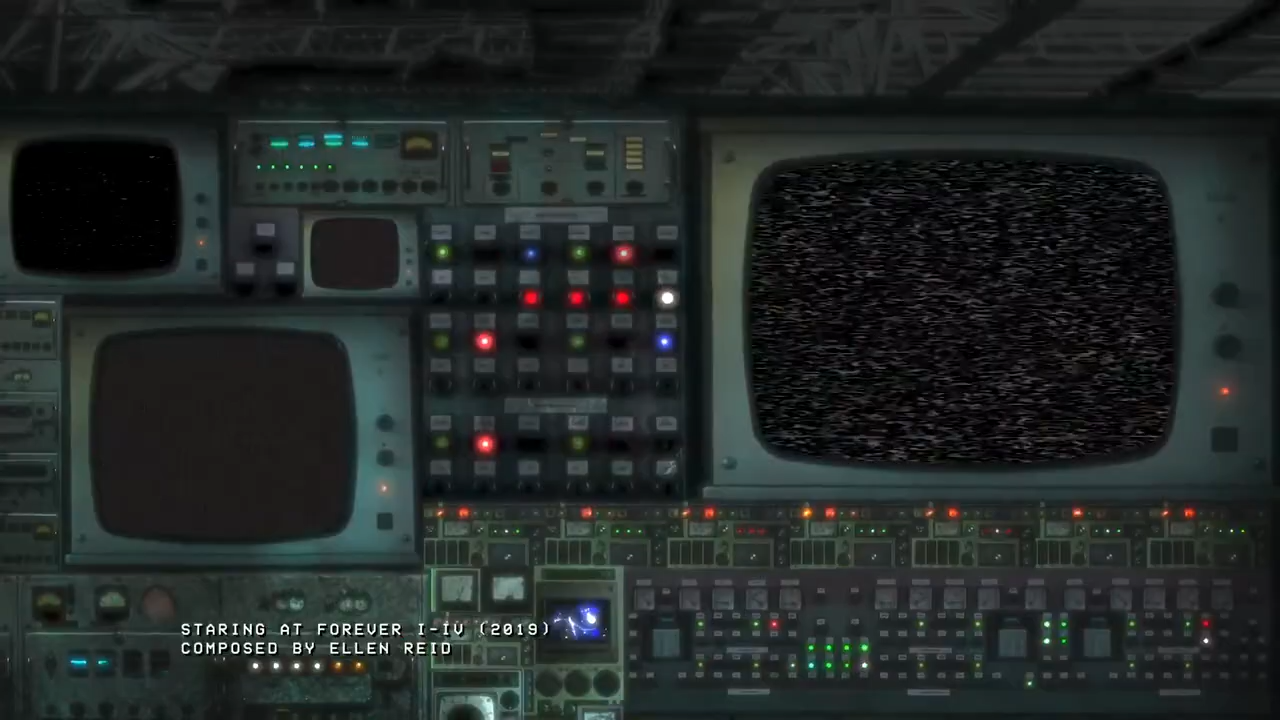 STARING AT FOREVER I-IV (2019)
COMPOSED BY ELLEN REID